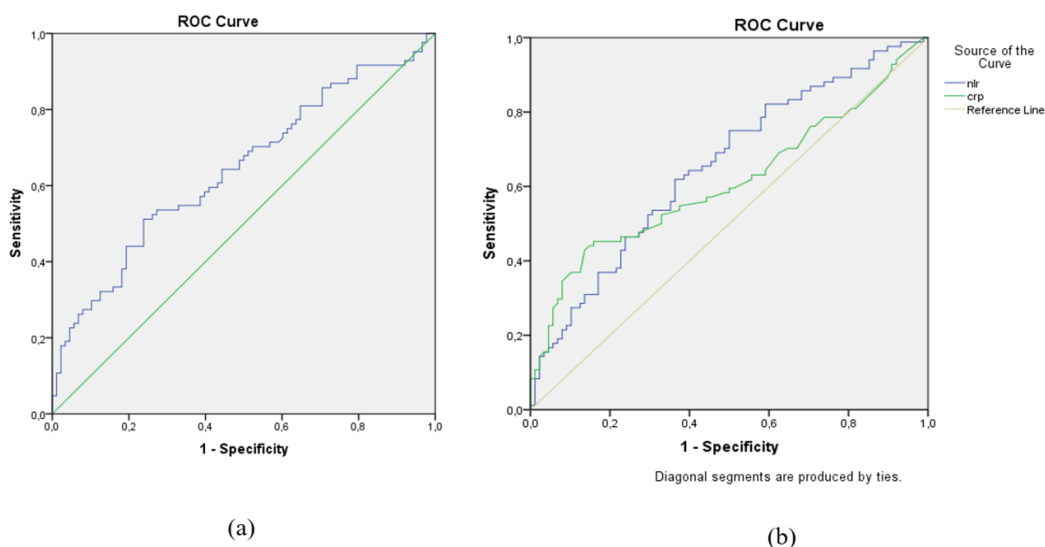 ROC Curve
1,0
0,8
0,6
0,4
0,2
0,0
Sensitivity
0,0 0,2 0,4 0,6 0,8 1,0
1 - Specificity
(a)
ROC Curve
1,0
0,8
0,6
0,4
0,2
0,0
Sensitivity
0,0 0,2 0,4 0,6 0,8 1,0
1 - Specificity
Source of the
Curve
nlr
crp
Reference Line
Diagonal segments are produced by ties.
(b)